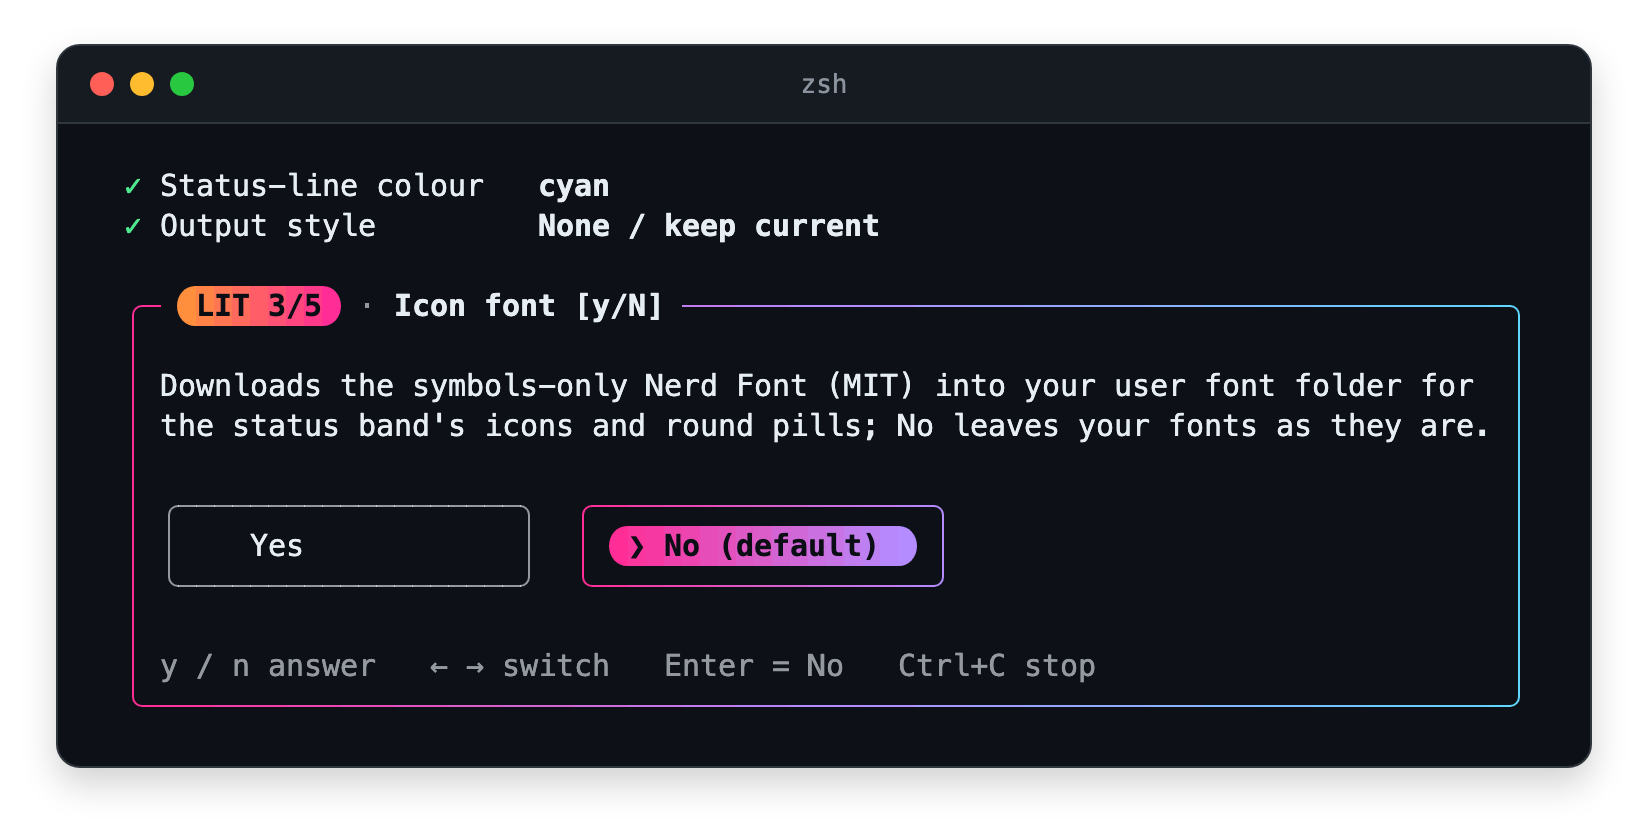 zsh
✓ Status-line colour   cyan
✓ Output style         None / keep current
LIT 3/5 · Icon font [y/N]
Downloads the symbols-only Nerd Font (MIT) into your user font folder for
the status band's icons and round pills; No leaves your fonts as they are.
Yes   ❯ No (default)
y / n answer   ← → switch   Enter = No   Ctrl+C stop